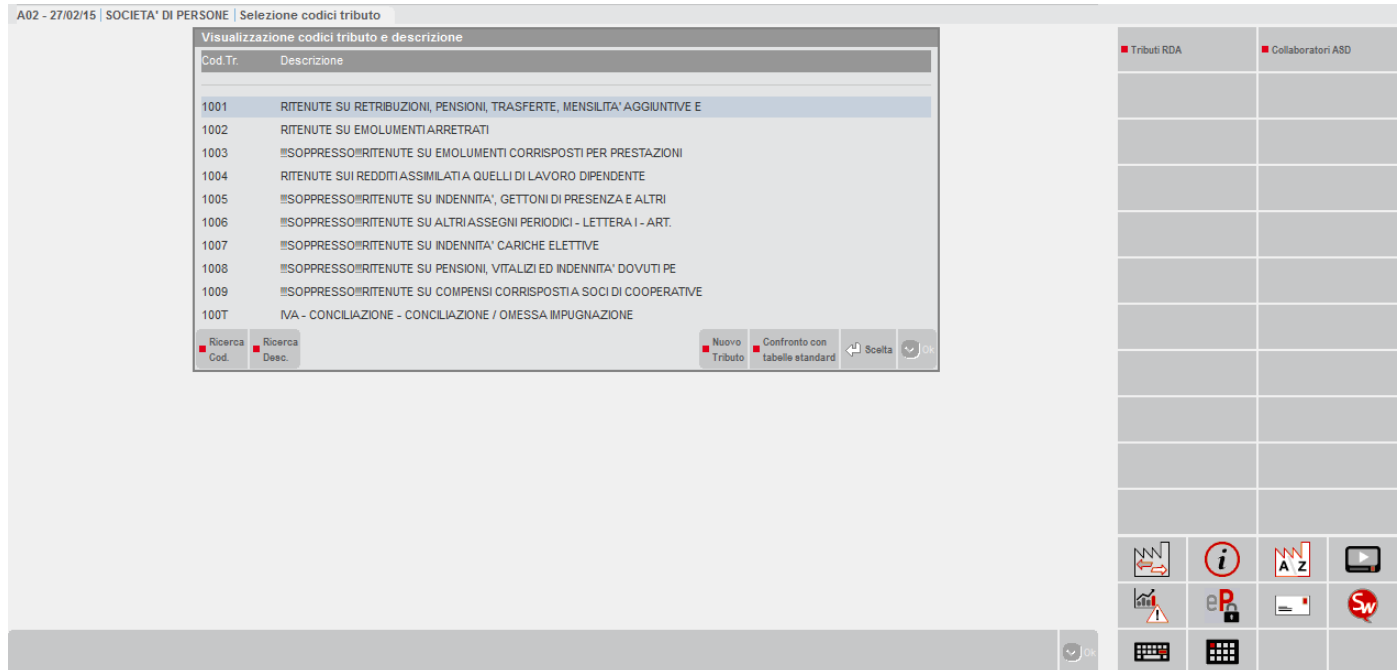 A02 - 27/02/15 | SOCIETA' DI PERSONE | Selezione codici tributo
Visualizzazione codici tributo e descrizione
Cod.Tr. Descrizione
1001 RITENUTE SU RETRIBUZIONI, PENSIONI, TRASFERTE, MENSILITA' AGGIUNTIVE E
1002 RITENUTE SU EMOLUMENTI ARRETRATI
1003 !!!SOPPRESSO!!!RITENUTE SU EMOLUMENTI CORRISPOSTI PER PRESTAZIONI
1004 RITENUTE SUI REDDITI ASSIMILATI A QUELLI DI LAVORO DIPENDENTE
1005 !!!SOPPRESSO!!!RITENUTE SU INDENNITA', GETTONI DI PRESENZA E ALTRI
1006 !!!SOPPRESSO!!!RITENUTE SU ALTRI ASSEGNI PERIODICI - LETTERA I - ART.
1007 !!!SOPPRESSO!!!RITENUTE SU INDENNITA' CARICHE ELETTIVE
1008 !!!SOPPRESSO!!!RITENUTE SU PENSIONI, VITALIZI ED INDENNITA' DOVUTI PE
1009 !!!SOPPRESSO!!!RITENUTE SU COMPENSI CORRISPOSTI A SOCI DI COOPERATIVE
100T IVA - CONCILIAZIONE - CONCILIAZIONE / OMESSA IMPUGNAZIONE
Ricerca Cod.
Ricerca Desc.
Nuovo Tributo
Confronto con tabelle standard
Scelta
Ok
Tributi RDA
Collaboratori ASD
i
A Z
eP
Sw
Ok